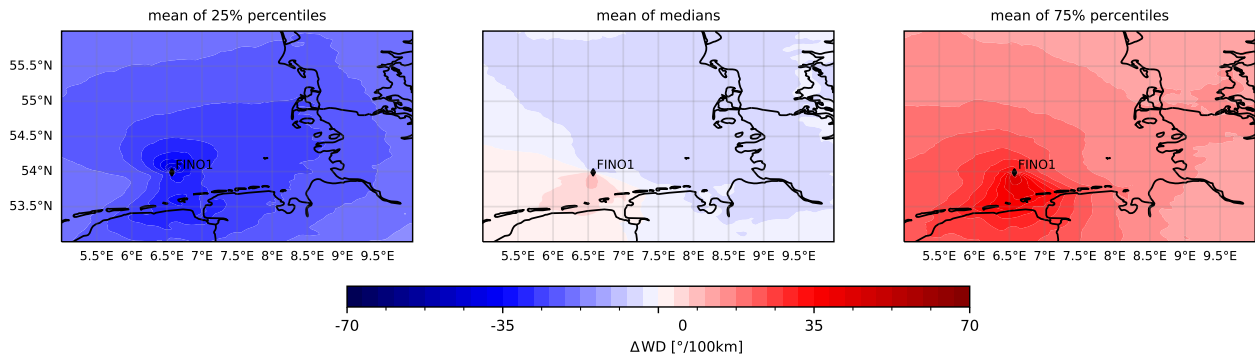 mean of 25% percentiles
mean of medians
mean of 75% percentiles
55.5°N
55°N
54.5°N
54°N
53.5°N
FINO1
FINO1
FINO1
5.5°E 6°E 6.5°E 7°E 7.5°E 8°E 8.5°E 9°E 9.5°E
5.5°E 6°E 6.5°E 7°E 7.5°E 8°E 8.5°E 9°E 9.5°E
5.5°E 6°E 6.5°E 7°E 7.5°E 8°E 8.5°E 9°E 9.5°E
-70 -35 0 35 70
ΔWD [°/100km]